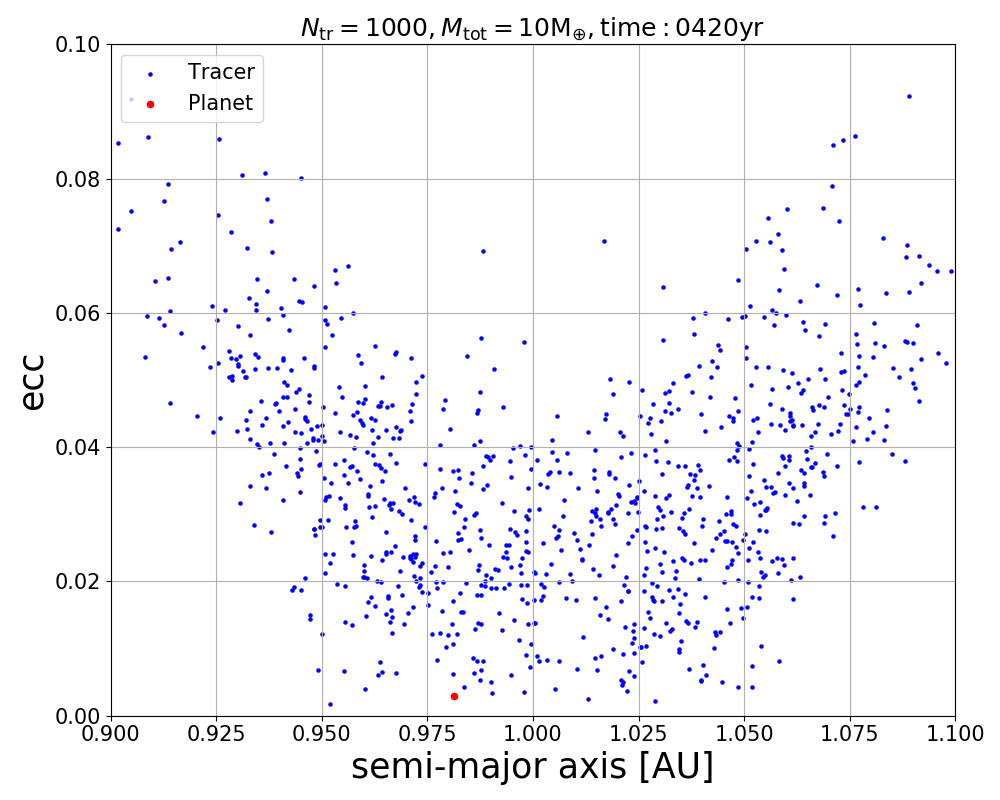 N_tr = 1000, M_tot = 10M_⊕, time : 0420yr
Tracer
Planet
0.10
0.08
0.06
0.04
0.02
0.00
ecc
0.900 0.925 0.950 0.975 1.000 1.025 1.050 1.075 1.100
semi-major axis [AU]